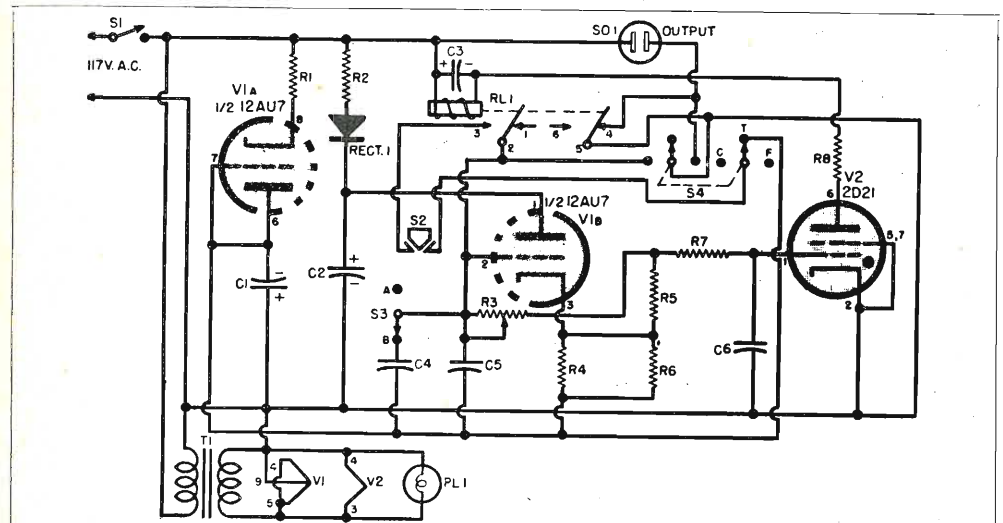 S1
SO1 OUTPUT
117V. A.C.
R1
R2
C3
+ -
V1A
1/2 12AU7
8
7
6
RECT. 1
RL1
3
1
6
4
2
5
T
C
F
S4
R8
6
V2
2D21
5,7
1
2
S2
1
1/2 12AU7
V1B
2
3
C1
-
+
C2
+
-
A
S3
B
R3
R7
R5
C4
C5
R4
R6
C6
T1
4
9
V1
5
4
V2
3
PL1